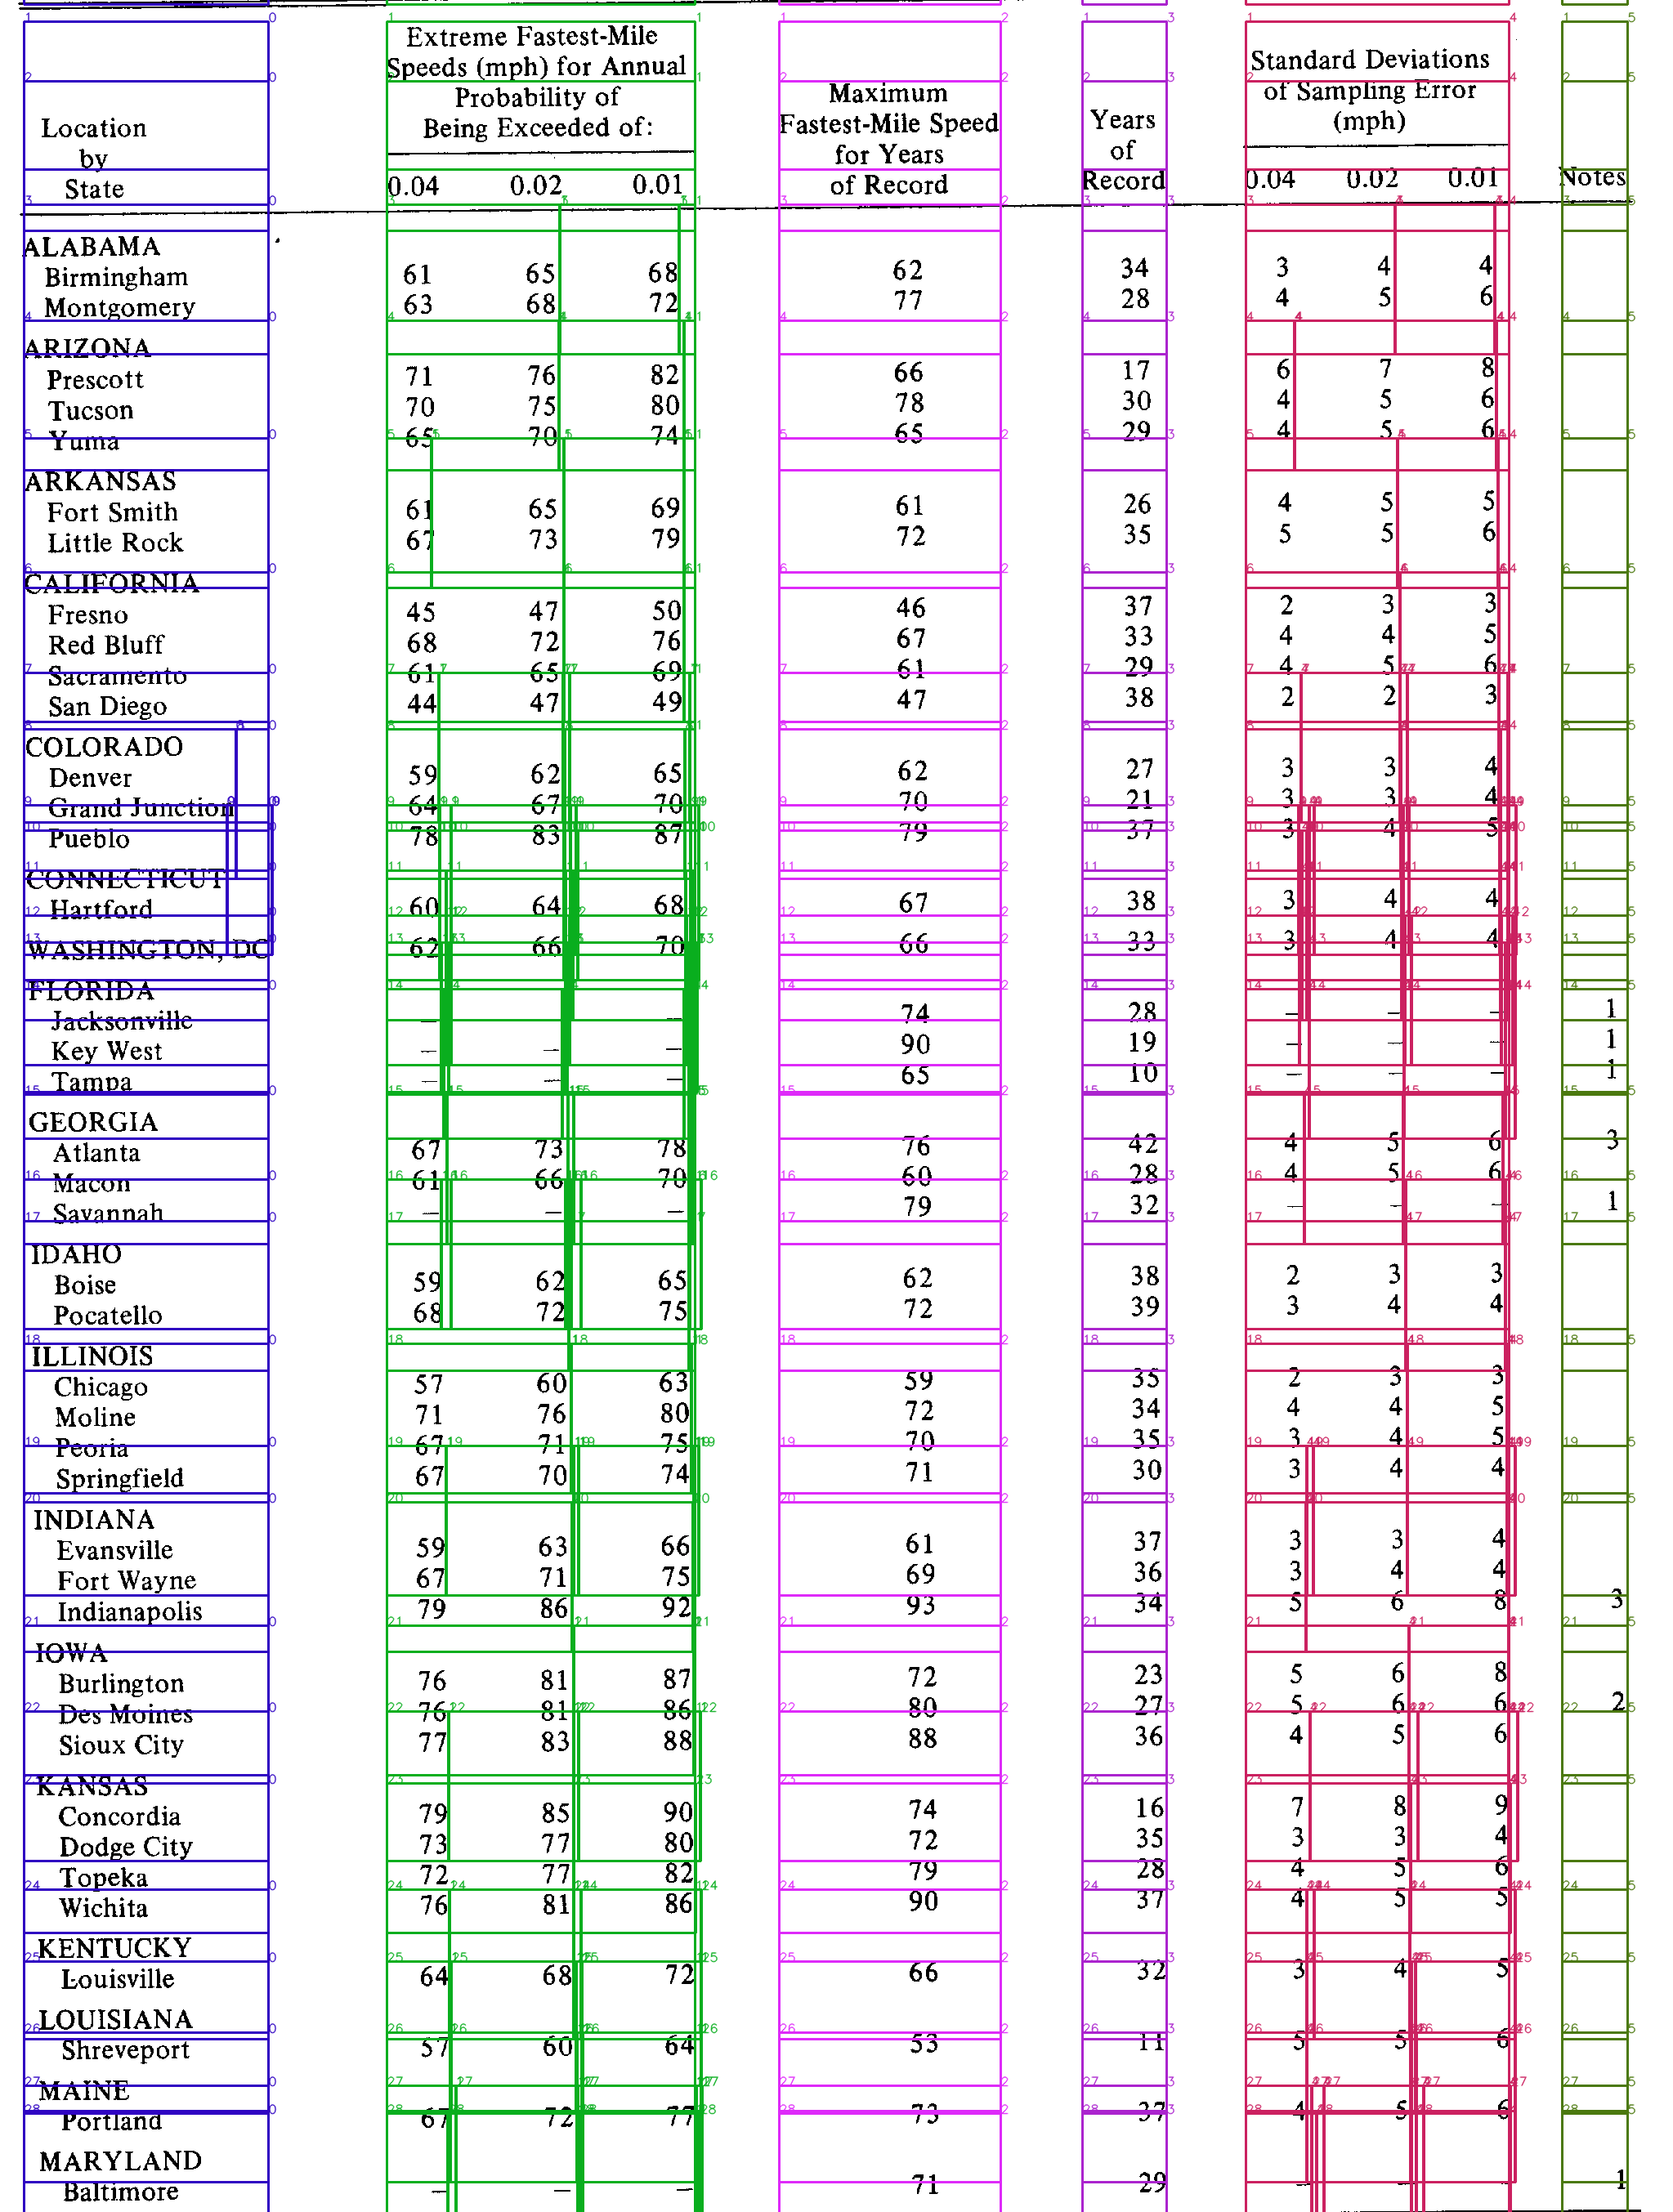 Extreme Fastest-Mile
Speeds (mph) for Annual
Probability of
Being Exceeded of:
Maximum
Fastest-Mile Speed
for Years
of Record
Years
of
Record
Standard Deviations
of Sampling Error
(mph)
Location
by
State
0.04 0.02 0.01 0.04 0.02 0.01 Notes
ALABAMA
Birmingham 61 65 68 62 34 3 4 4
Montgomery 63 68 72 77 28 4 5 6
ARIZONA
Prescott 71 76 82 66 17 6 7 8
Tucson 70 75 80 78 30 4 5 6
Yuma 65 70 74 65 29 4 5 6
ARKANSAS
Fort Smith 61 65 69 61 26 4 5 5
Little Rock 67 73 79 72 35 5 5 6
CALIFORNIA
Fresno 45 47 50 46 37 2 3 3
Red Bluff 68 72 76 67 33 4 4 5
Sacramento 61 65 69 61 29 4 5 6
San Diego 44 47 49 47 38 2 2 3
COLORADO
Denver 59 62 65 62 27 3 3 4
Grand Junction 64 67 70 70 21 3 3 4
Pueblo 78 83 87 79 37 3 4 5
CONNECTICUT
Hartford 60 64 68 67 38 3 4 4
WASHINGTON, DC 62 66 70 66 33 3 4 4
FLORIDA
Jacksonville – – 74 28 – – – 1
Key West – – – 90 19 – – – 1
Tampa – – – 65 10 – – – 1
GEORGIA
Atlanta 67 73 78 76 42 4 5 6 3
Macon 61 66 70 60 28 4 5 6
Savannah – – – 79 32 – – – 1
IDAHO
Boise 59 62 65 62 38 2 3 3
Pocatello 68 72 75 72 39 3 4 4
ILLINOIS
Chicago 57 60 63 59 35 2 3 3
Moline 71 76 80 72 34 4 4 5
Peoria 67 71 75 70 35 3 4 5
Springfield 67 70 74 71 30 3 4 4
INDIANA
Evansville 59 63 66 61 37 3 3 4
Fort Wayne 67 71 75 69 36 3 4 4
Indianapolis 79 86 92 93 34 5 6 8 3
IOWA
Burlington 76 81 87 72 23 5 6 8
Des Moines 76 81 86 80 27 5 6 6 2
Sioux City 77 83 88 88 36 4 5 6
KANSAS
Concordia 79 85 90 74 16 7 8 9
Dodge City 73 77 80 72 35 3 3 4
Topeka 72 77 82 79 28 4 5 6
Wichita 76 81 86 90 37 4 5 5
KENTUCKY
Louisville 64 68 72 66 32 3 4 5
LOUISIANA
Shreveport 57 60 64 53 11 5 5 6
MAINE
Portland 67 72 77 73 37 4 5 6
MARYLAND
Baltimore – – – 71 29 1